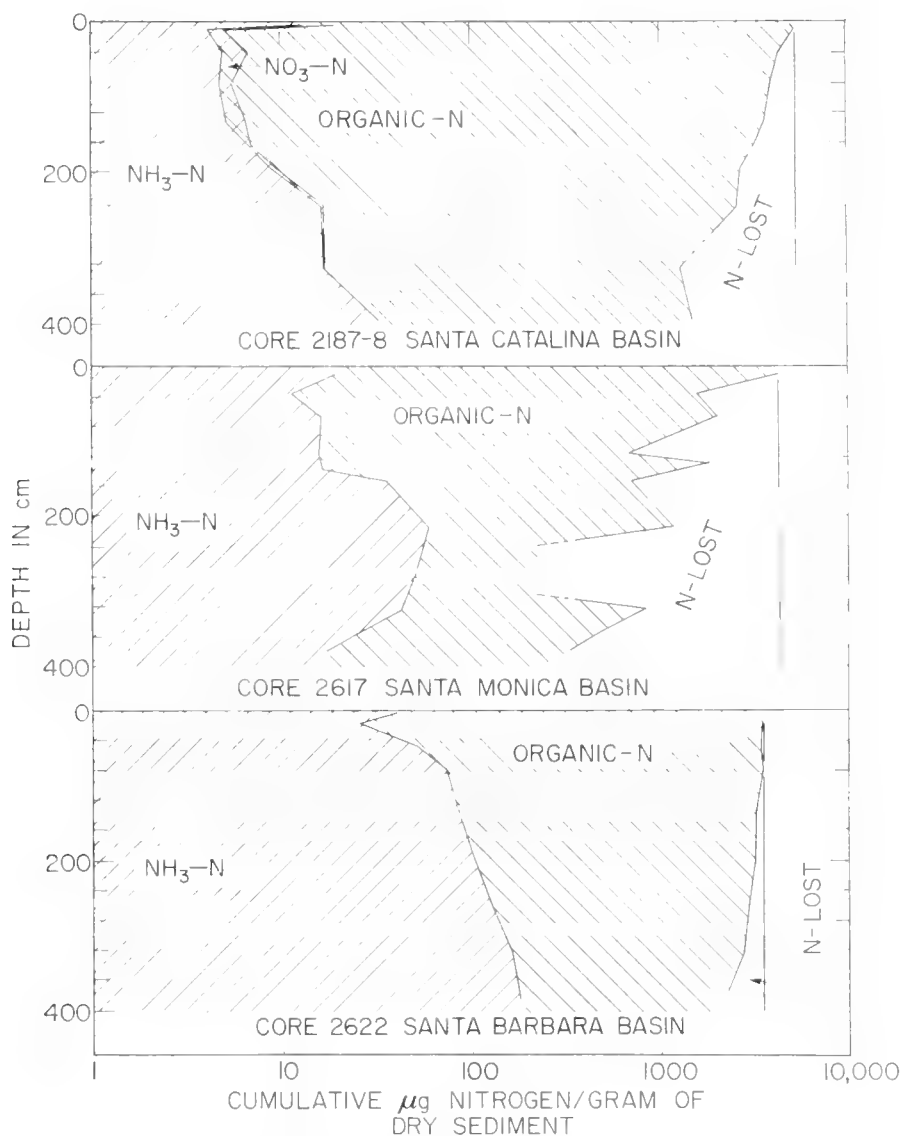 0
NO₃–N
ORGANIC–N
200
NH₃–N
N-LOST
400
CORE 2187-8 SANTA CATALINA BASIN
0
ORGANIC–N
DEPTH IN cm
200
NH₃–N
N-LOST
400
CORE 2617 SANTA MONICA BASIN
0
ORGANIC–N
200
NH₃–N
N-LOST
400
CORE 2622 SANTA BARBARA BASIN
1 10 100 1000 10,000
CUMULATIVE µg NITROGEN/GRAM OF
DRY SEDIMENT